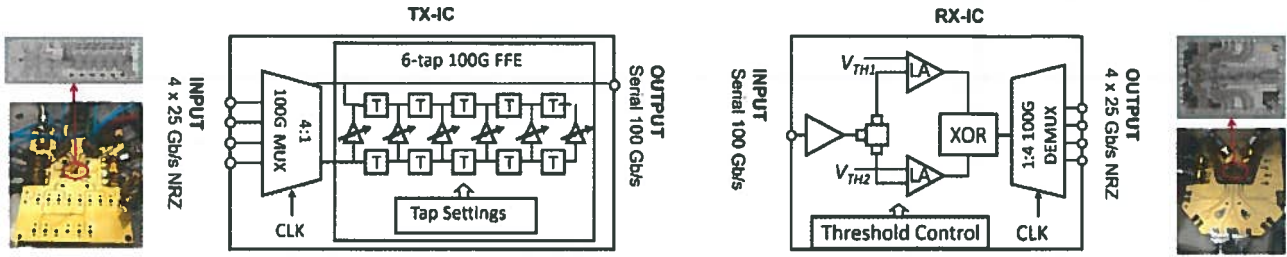 TX-IC
INPUT
4 x 25 Gb/s NRZ
100G MUX
4:1
CLK
6-tap 100G FFE
T T T T T
T T T T T
Tap Settings
OUTPUT
Serial 100 Gb/s
RX-IC
INPUT
Serial 100 Gb/s
VTH1
LA
VTH2
LA
XOR
Threshold Control
1:4 100G
DEMUX
CLK
OUTPUT
4 x 25 Gb/s NRZ